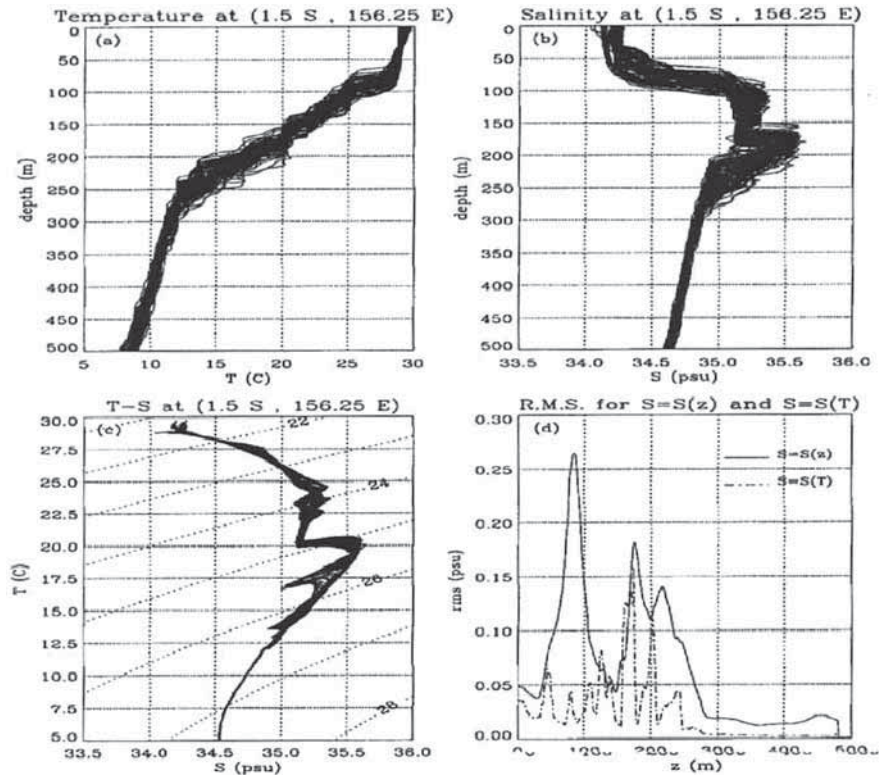 Temperature at (1.5 S , 156.25 E)
(a)
0
50
100
150
200
250
300
350
400
450
500
depth (m)
5 10 15 20 25 30
T (C)
Salinity at (1.5 S , 156.25 E)
(b)
0
50
100
150
200
250
300
350
400
450
500
depth (m)
33.5 34.0 34.5 35.0 35.5 36.0
S (psu)
T-S at (1.5 S , 156.25 E)
(c)
30.0
27.5
25.0
22.5
20.0
17.5
15.0
12.5
10.0
7.5
5.0
T (C)
22
24
26
28
33.5 34.0 34.5 35.0 35.5 36.0
S (psu)
R.M.S. for S=S(z) and S=S(T)
(d)
0.30
0.25
0.20
0.15
0.10
0.05
0.00
rms (psu)
S=S(z)
S=S(T)
z (m)